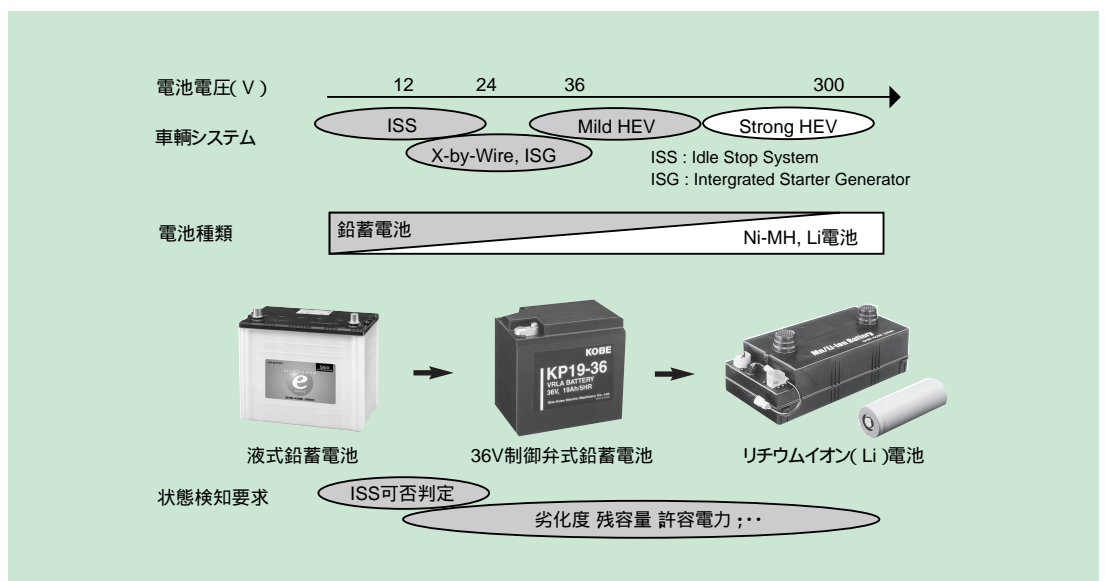 電池電圧( V )
12
24
36
300
車輌システム
ISS
Mild HEV
Strong HEV
X-by-Wire, ISG
ISS : Idle Stop System
ISG : Intergrated Starter Generator
電池種類
鉛蓄電池
Ni-MH, Li電池
e
KOBE
KP19-36
VRLA BATTERY
36V, 19Ah/5HR
Mn/Li-ion Battery
液式鉛蓄電池
36V制御弁式鉛蓄電池
リチウムイオン( Li )電池
状態検知要求
ISS可否判定
劣化度 残容量 許容電力 ;・・